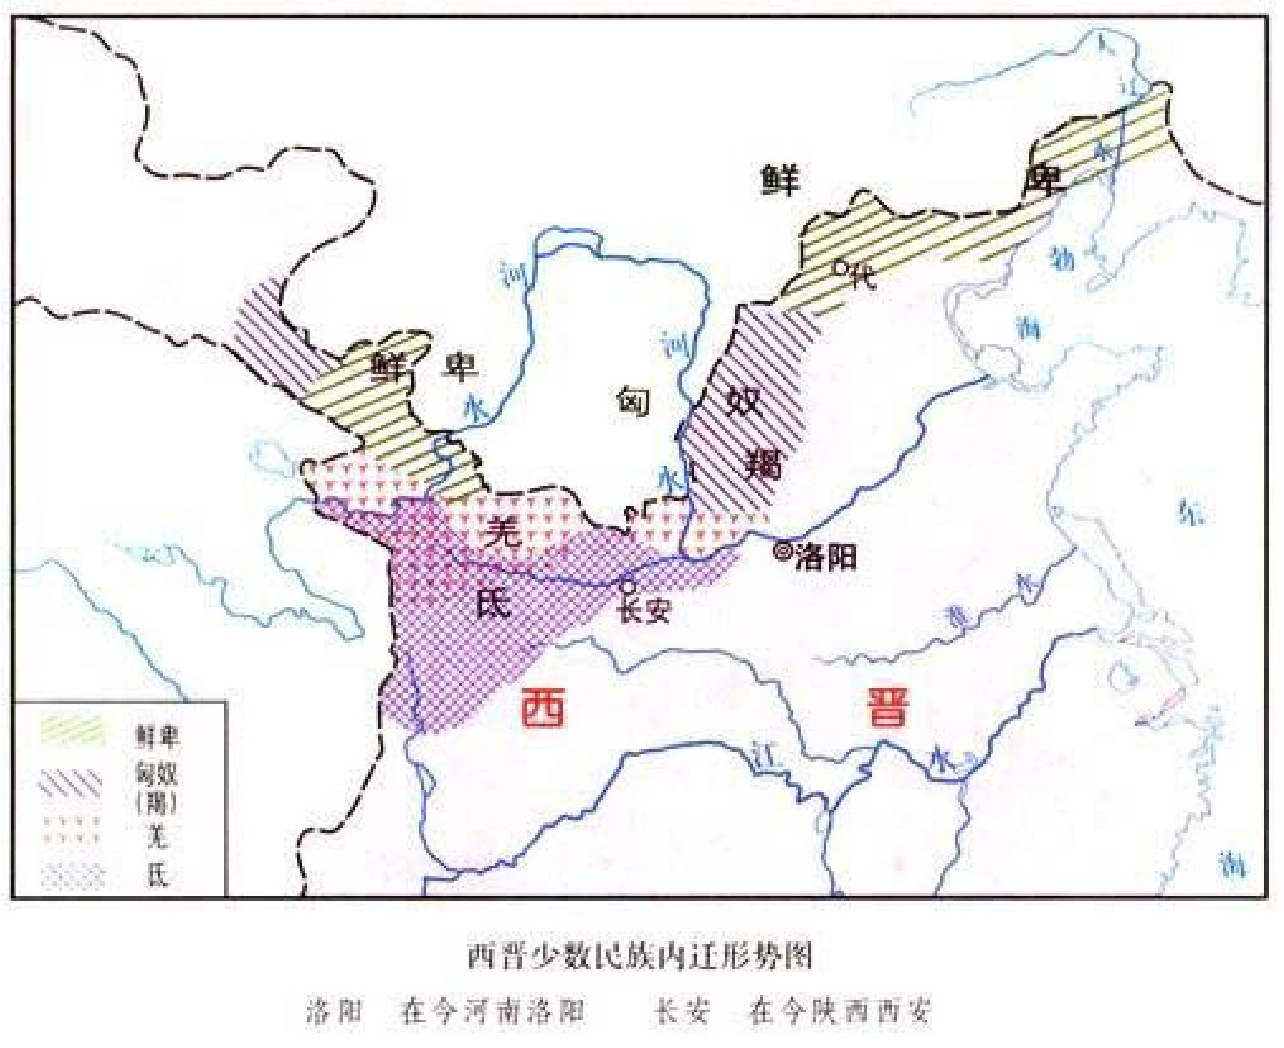 辽
水
鲜
卑
代
渤
海
河
河
鲜 卑
水
匈
奴
羯
水
东
羌
洛阳
氐
长安
淮
水
西
晋
江
水
海
鲜卑
匈奴
(羯)
羌
氐
西晋少数民族内迁形势图
洛阳 在今河南洛阳 长安 在今陕西西安